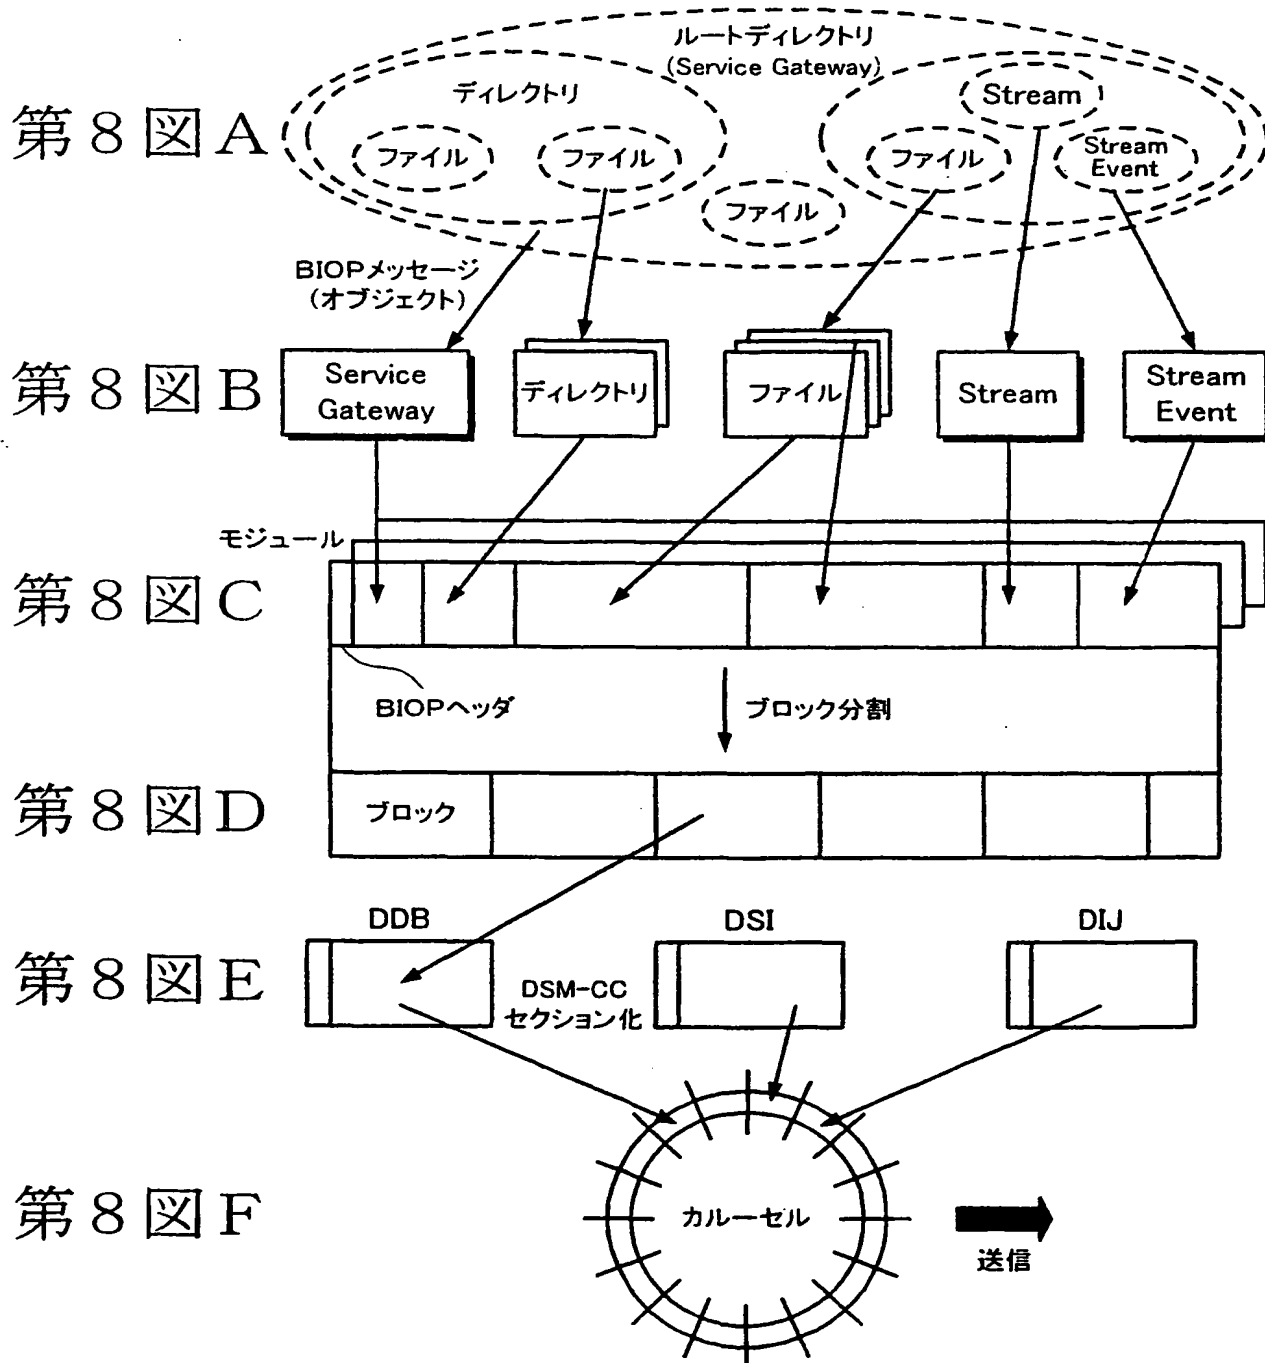 ルートディレクトリ
(Service Gateway)
ディレクトリ
Stream
第8図A
ファイル
ファイル
ファイル
Stream
Event
ファイル
BIOPメッセージ
(オブジェクト)
第8図B
Service
Gateway
ディレクトリ
ファイル
Stream
Stream
Event
モジュール
第8図C
BIOPヘッダ
ブロック分割
第8図D
ブロック
DDB
DSI
DIJ
第8図E
DSM-CC
セクション化
第8図F
カルーセル
送信